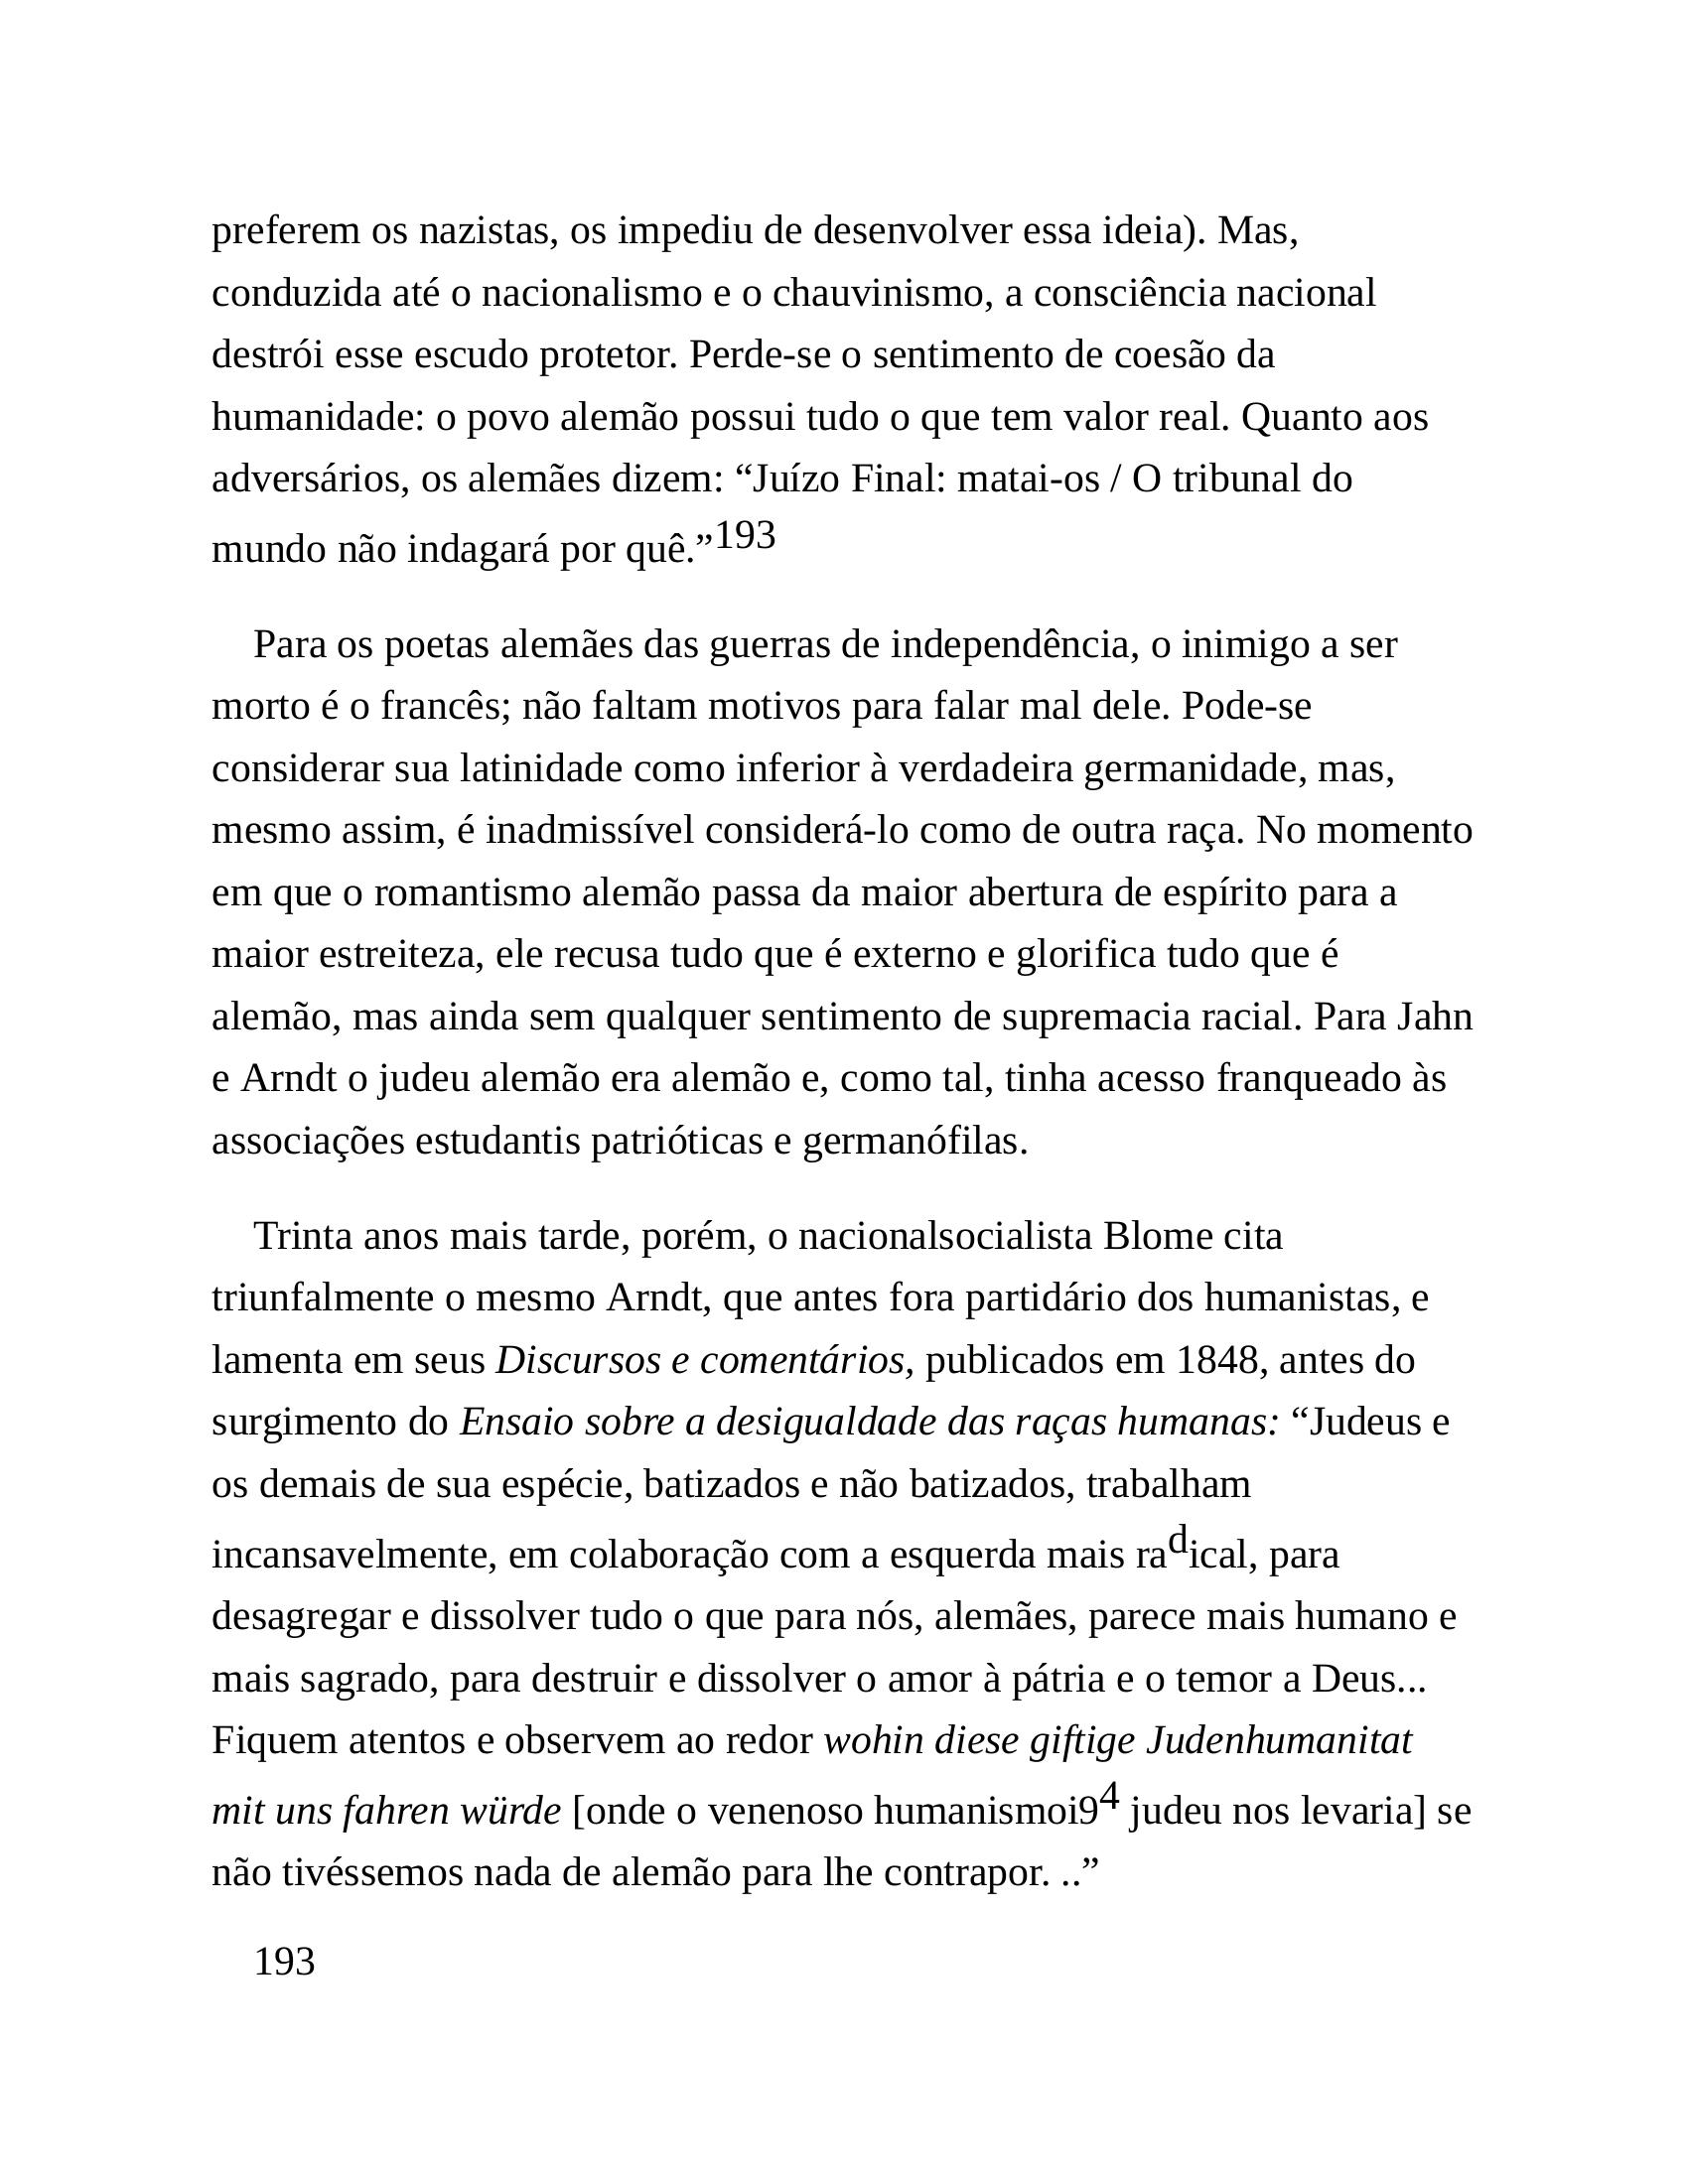 preferem os nazistas, os impediu de desenvolver essa ideia). Mas,
conduzida até o nacionalismo e o chauvinismo, a consciência nacional
destrói esse escudo protetor. Perde-se o sentimento de coesão da
humanidade: o povo alemão possui tudo o que tem valor real. Quanto aos
adversários, os alemães dizem: “Juízo Final: matai-os / O tribunal do
mundo não indagará por quê.”193
Para os poetas alemães das guerras de independência, o inimigo a ser
morto é o francês; não faltam motivos para falar mal dele. Pode-se
considerar sua latinidade como inferior à verdadeira germanidade, mas,
mesmo assim, é inadmissível considerá-lo como de outra raça. No momento
em que o romantismo alemão passa da maior abertura de espírito para a
maior estreiteza, ele recusa tudo que é externo e glorifica tudo que é
alemão, mas ainda sem qualquer sentimento de supremacia racial. Para Jahn
e Arndt o judeu alemão era alemão e, como tal, tinha acesso franqueado às
associações estudantis patrióticas e germanófilas.
Trinta anos mais tarde, porém, o nacionalsocialista Blome cita
triunfalmente o mesmo Arndt, que antes fora partidário dos humanistas, e
lamenta em seus Discursos e comentários, publicados em 1848, antes do
surgimento do Ensaio sobre a desigualdade das raças humanas: “Judeus e
os demais de sua espécie, batizados e não batizados, trabalham
incansavelmente, em colaboração com a esquerda mais radical, para
desagregar e dissolver tudo o que para nós, alemães, parece mais humano e
mais sagrado, para destruir e dissolver o amor à pátria e o temor a Deus...
Fiquem atentos e observem ao redor wohin diese giftige Judenhumanitat
mit uns fahren würde [onde o venenoso humanismoi94 judeu nos levaria] se
não tivéssemos nada de alemão para lhe contrapor. ..”
193